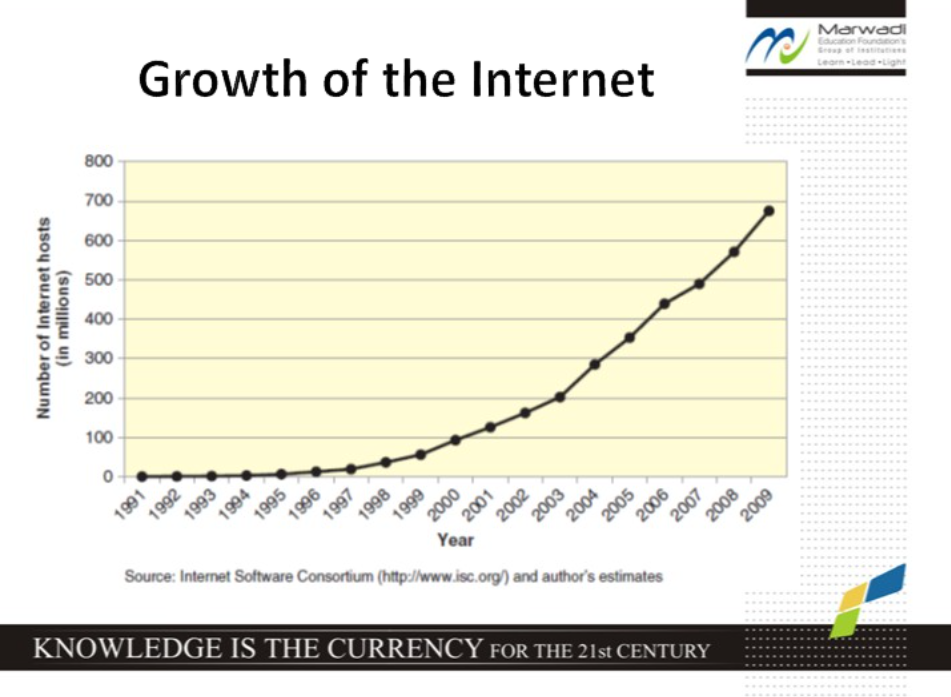 Marwadi
Education Foundation's
Group of Institutions
Learn • Lead • Light
Growth of the Internet
800
700
600
500
400
300
200
100
0
Number of Internet hosts
(in millions)
1991 1992 1993 1994 1995 1996 1997 1998 1999 2000 2001 2002 2003 2004 2005 2006 2007 2008 2009
Year
Source: Internet Software Consortium (http://www.isc.org/) and author's estimates
KNOWLEDGE IS THE CURRENCY FOR THE 21st CENTURY